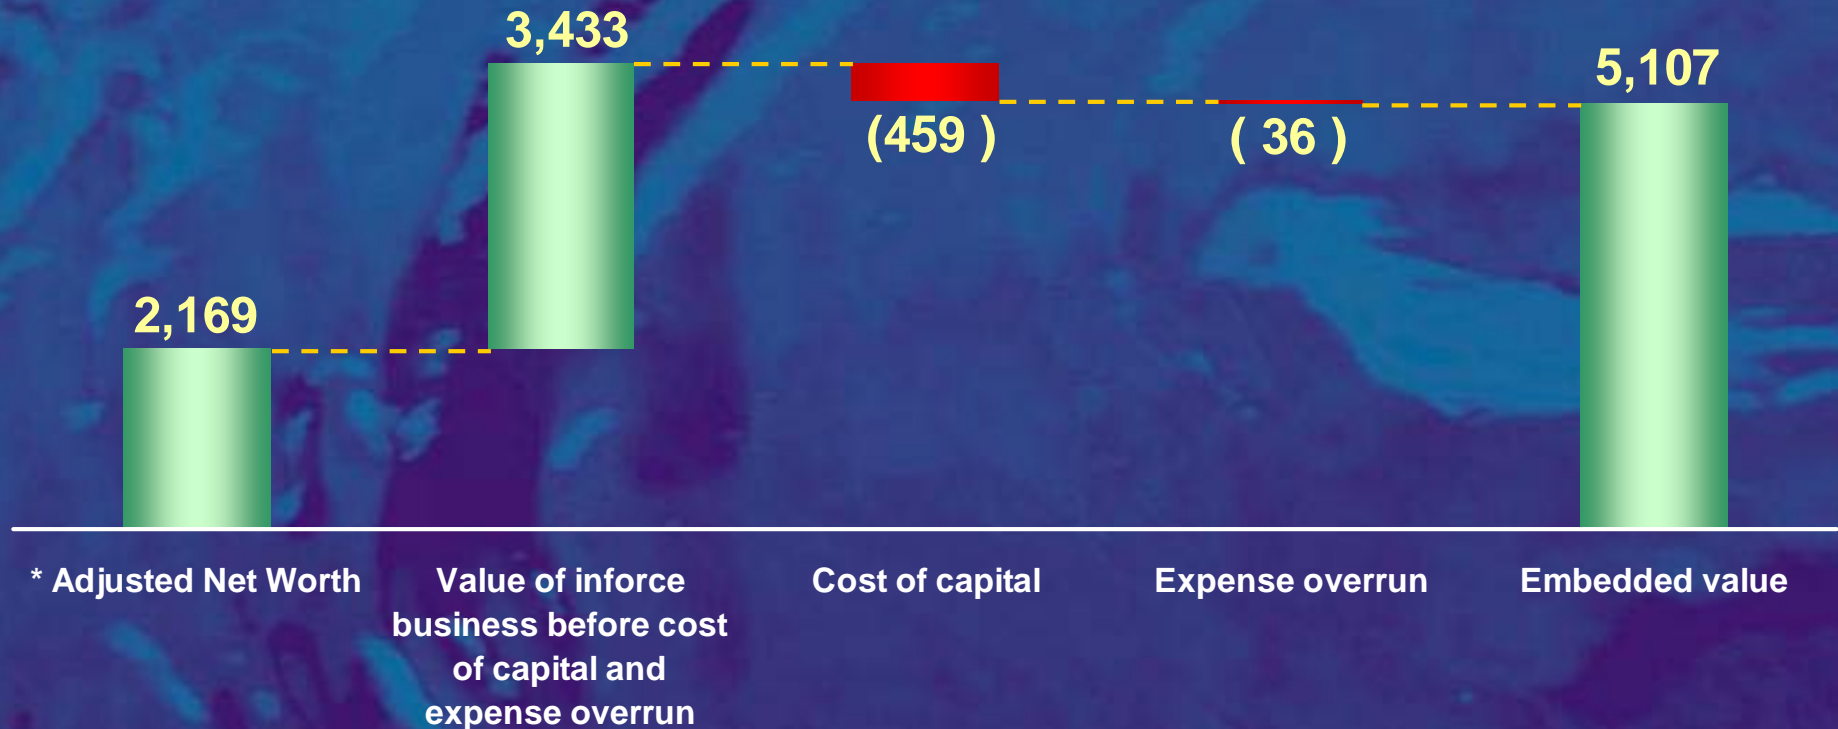 3,433
5,107
(459 )
( 36 )
2,169
* Adjusted Net Worth
Value of inforce
business before cost
of capital and
expense overrun
Cost of capital
Expense overrun
Embedded value